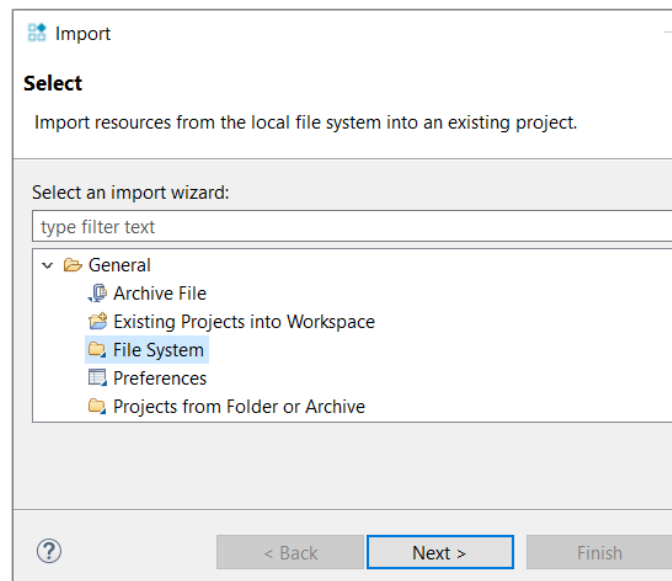 Import
Select
Import resources from the local file system into an existing project.
Select an import wizard:
type filter text
General
Archive File
Existing Projects into Workspace
File System
Preferences
Projects from Folder or Archive
? < Back Next > Finish